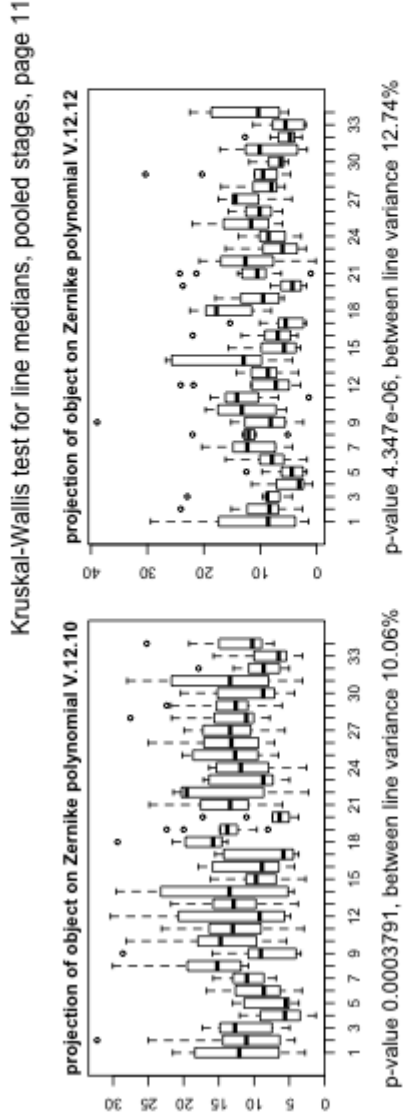 Kruskal-Wallis test for line medians, pooled stages, page 11
projection of object on Zernike polynomial V.12.10
0 5 10 15 20 25 30
1 3 5 7 9 12 15 18 21 24 27 30 33
p-value 0.0003791, between line variance 10.06%
projection of object on Zernike polynomial V.12.12
0 10 20 30 40
1 3 5 7 9 12 15 18 21 24 27 30 33
p-value 4.347e-06, between line variance 12.74%